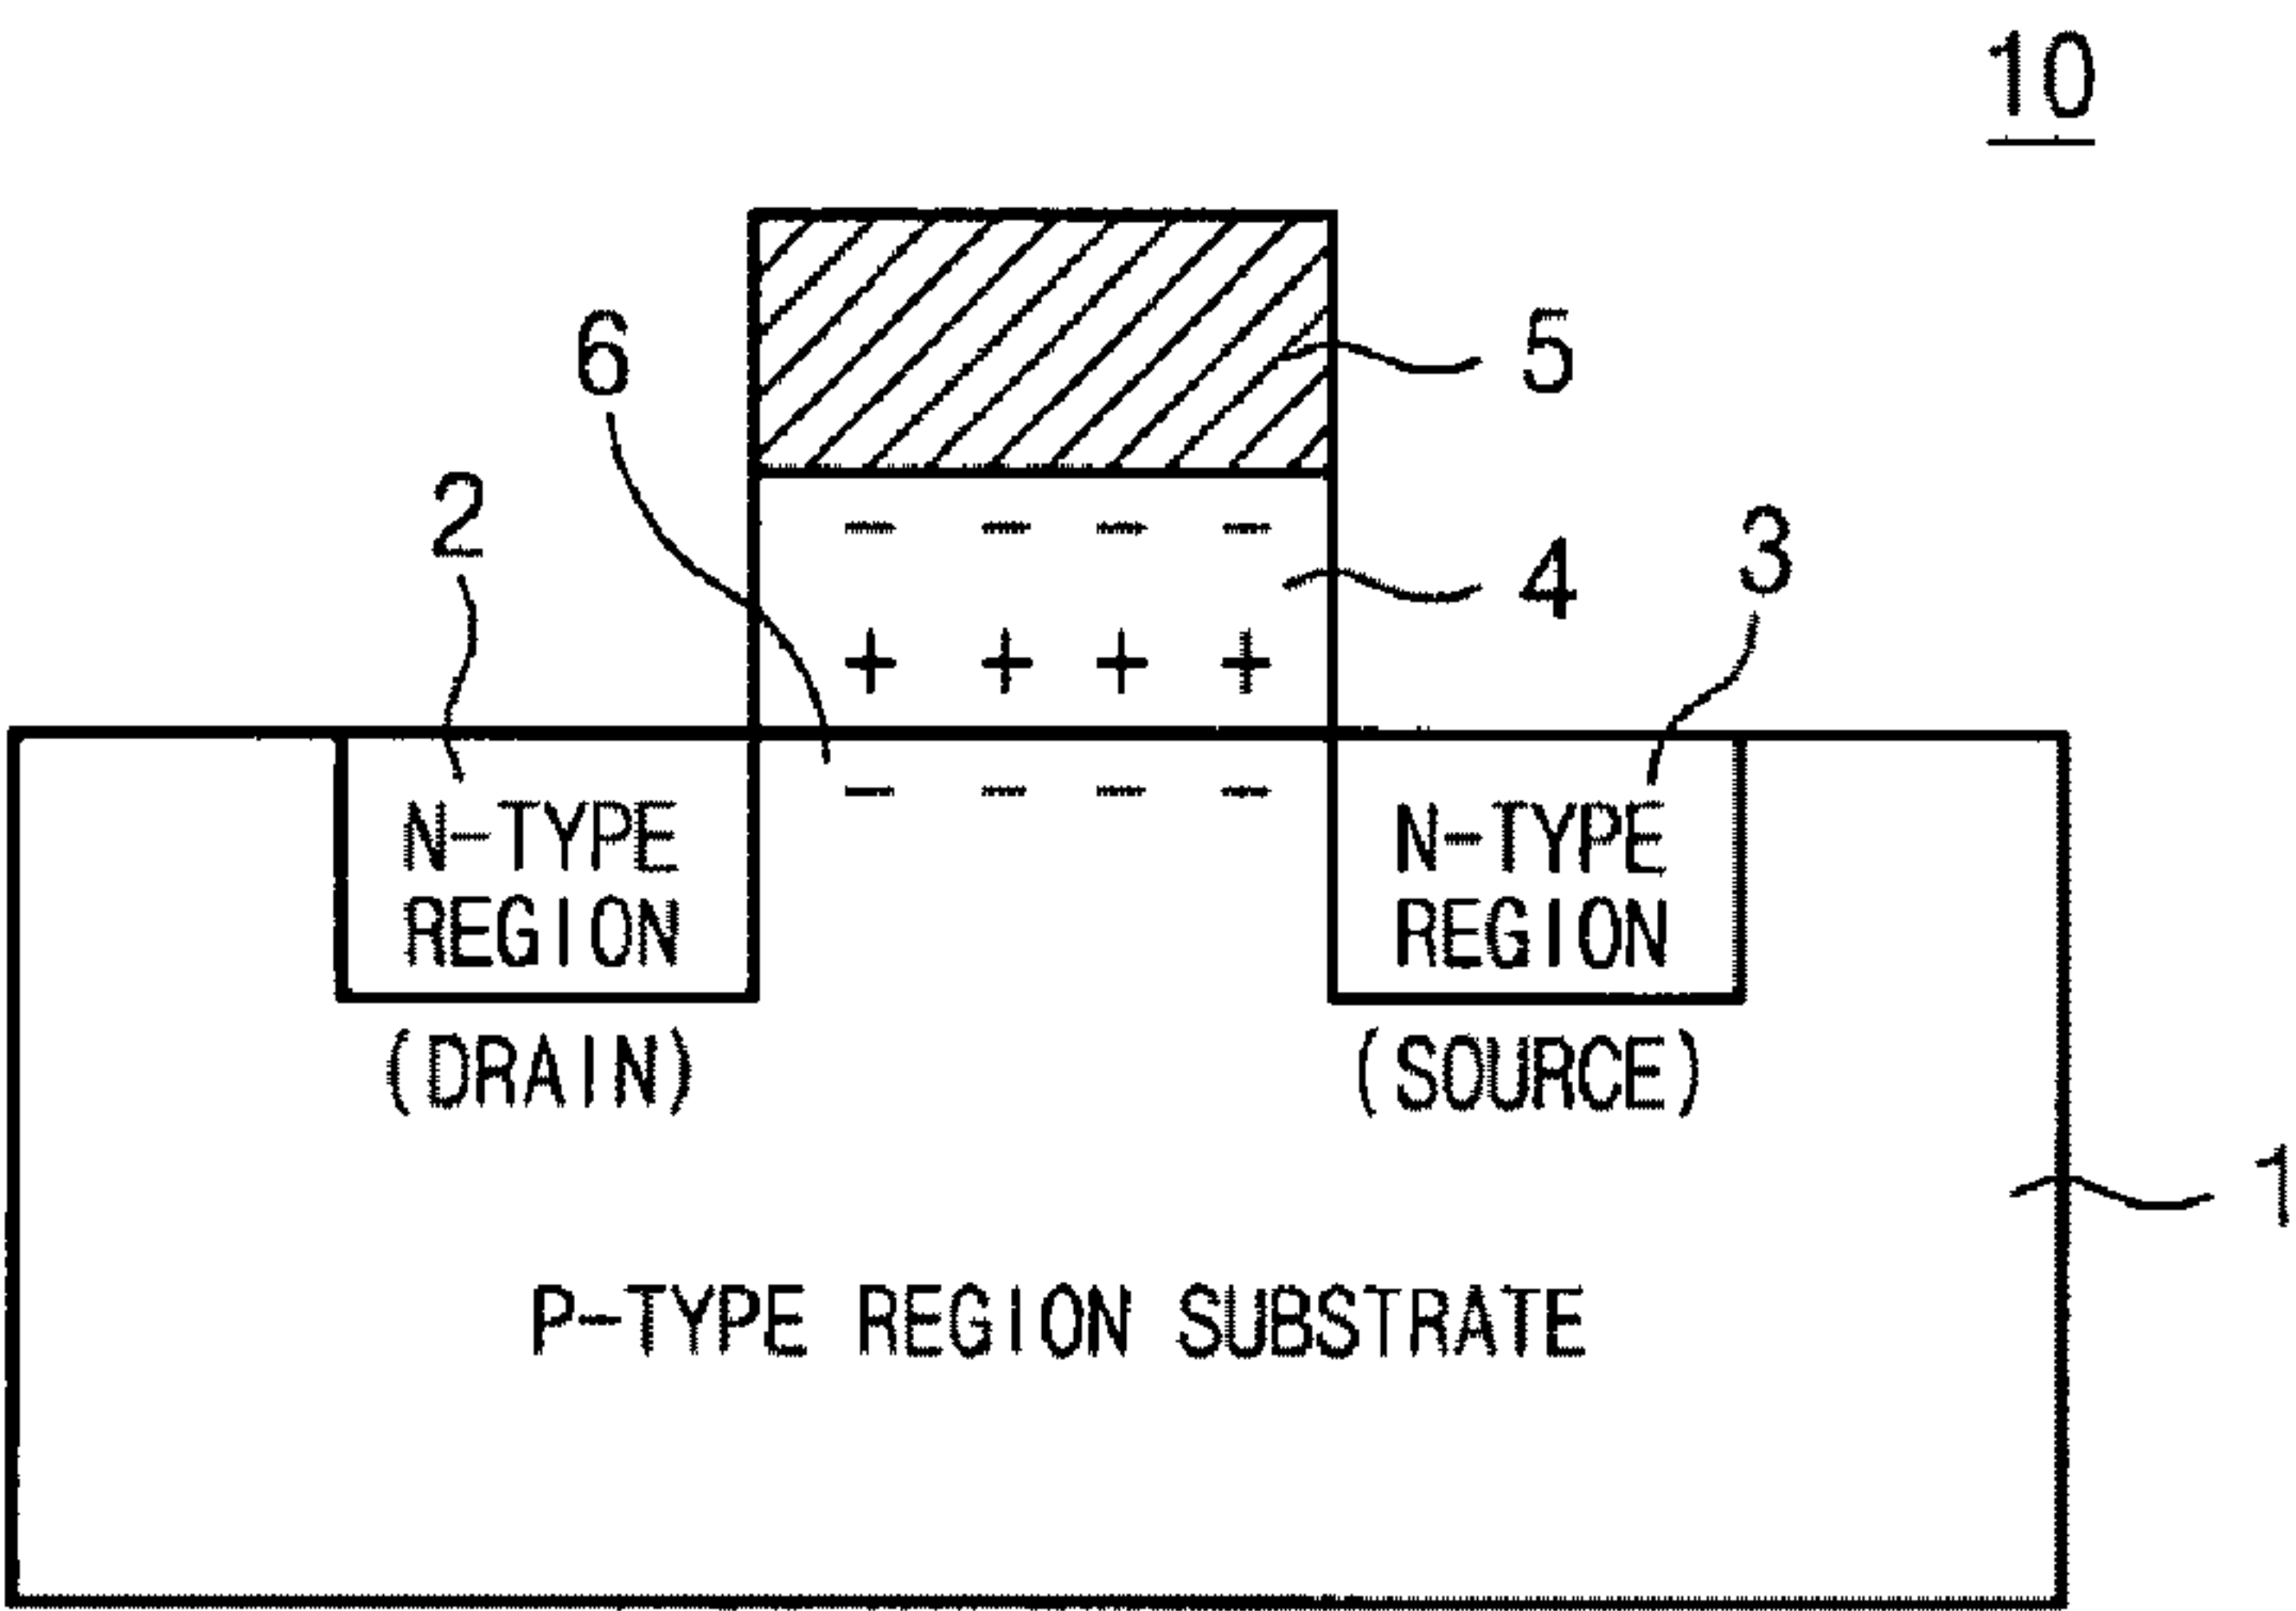 10
6
5
2
4
3
- - - -
+ + + +
- - - -
N-TYPE
REGION
(DRAIN)
N-TYPE
REGION
(SOURCE)
1
P-TYPE REGION SUBSTRATE